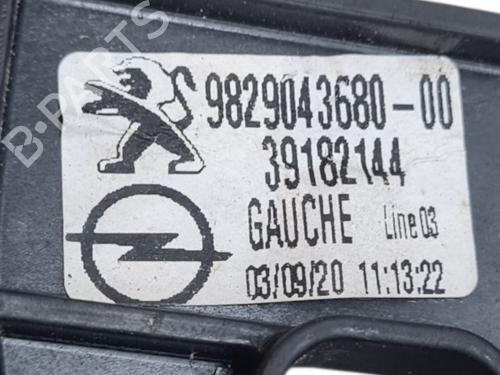 S 9829043680-00
39182144
GAUCHE Line 03
03/09/20 11:13:22
B-PARTS